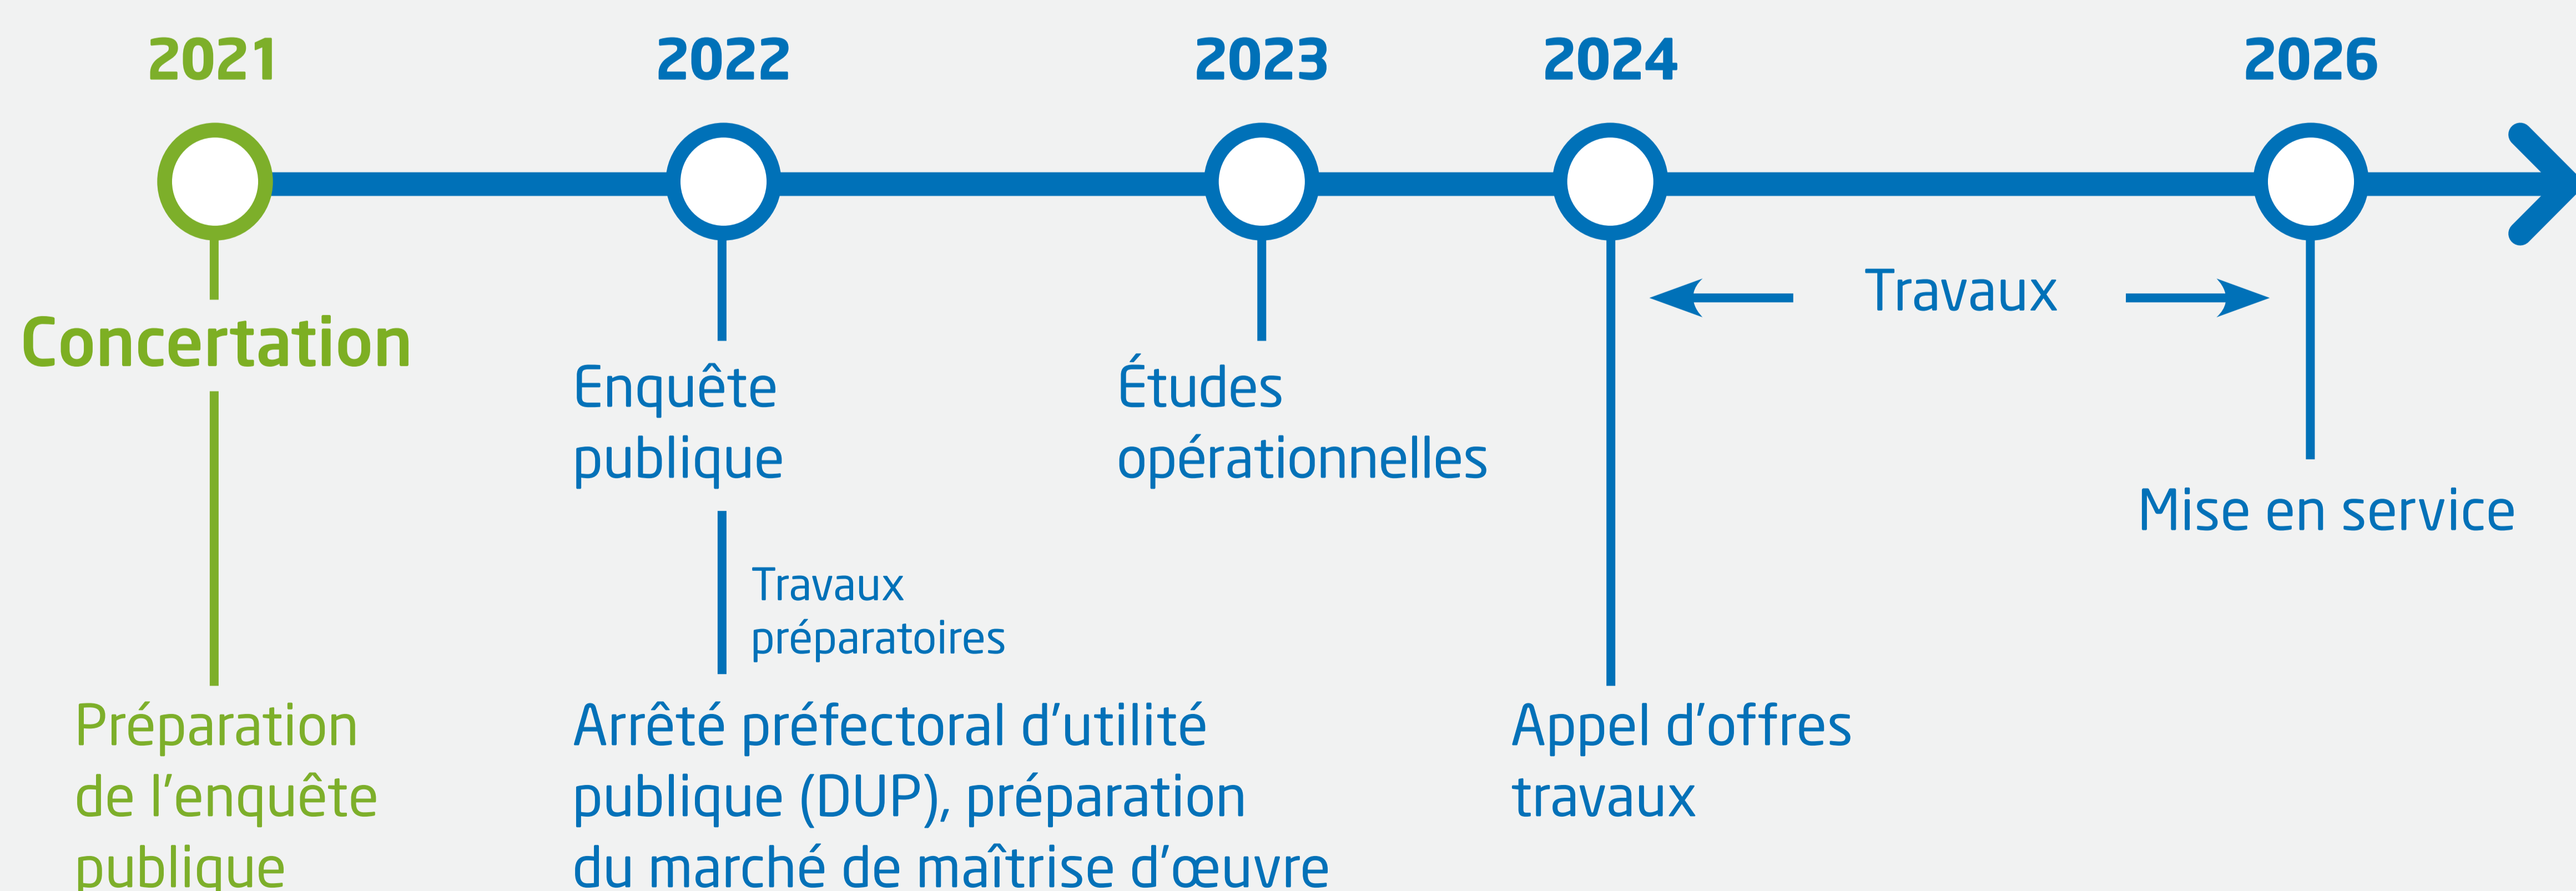 2021
2022
2023
2024
2026
Travaux
Concertation
Enquête
publique
Études
opérationnelles
Mise en service
Travaux
préparatoires
Préparation
de l'enquête
publique
Arrêté préfectoral d'utilité
publique (DUP), préparation
du marché de maîtrise d'œuvre
Appel d'offres
travaux